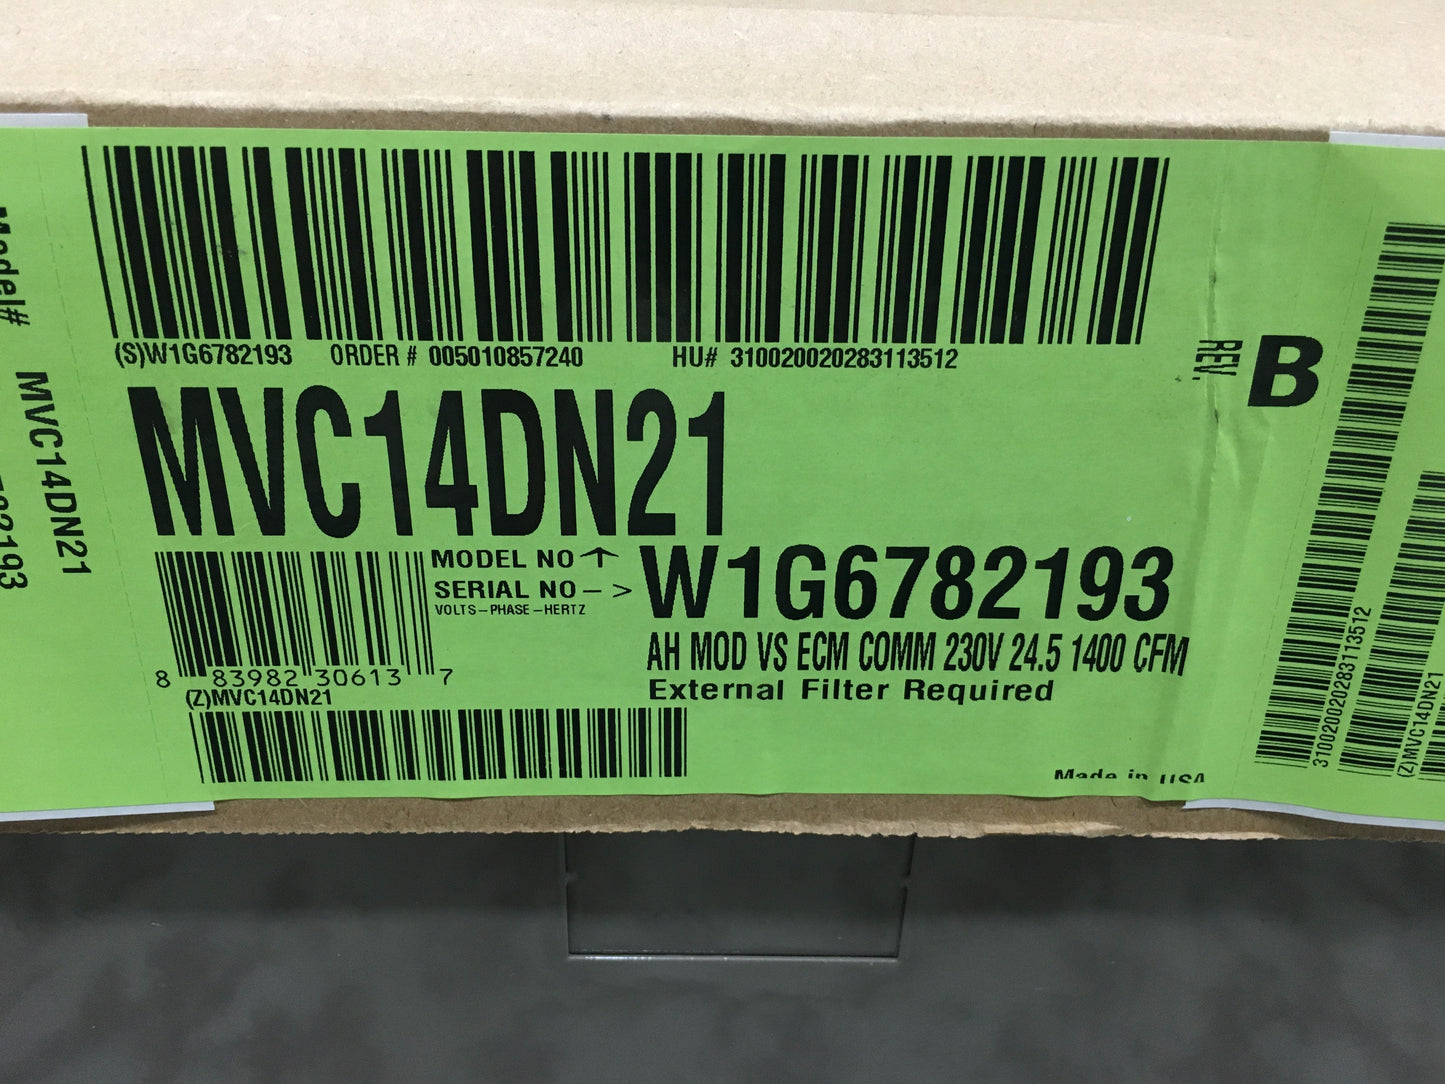 Model#
MVC14DN21
(S)W1G6782193 ORDER # 005010857240 HU# 310020020283113512
REV. B
MVC14DN21
MODEL NO ↑
SERIAL NO -> W1G6782193
VOLTS-PHASE-HERTZ
AH MOD VS ECM COMM 230V 24.5 1400 CFM
External Filter Required
8 83982 30613 7
(Z)MVC14DN21
Made in USA
310020020283113512
(Z)MVC14DN21